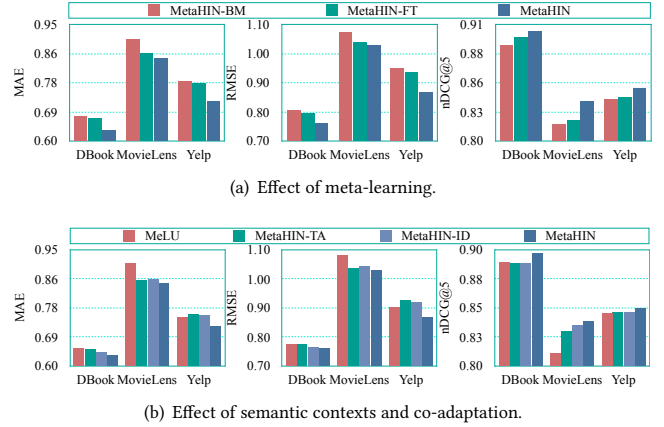 MetaHIN-BM MetaHIN-FT MetaHIN
MAE
0.95
0.86
0.78
0.69
0.60
DBook MovieLens Yelp
RMSE
1.10
1.00
0.90
0.80
0.70
DBook MovieLens Yelp
nDCG@5
0.91
0.88
0.86
0.83
0.80
DBook MovieLens Yelp
(a) Effect of meta-learning.
MeLU MetaHIN-TA MetaHIN-ID MetaHIN
MAE
0.95
0.86
0.78
0.69
0.60
DBook MovieLens Yelp
RMSE
1.10
1.00
0.90
0.80
0.70
DBook MovieLens Yelp
nDCG@5
0.90
0.88
0.85
0.83
0.80
DBook MovieLens Yelp
(b) Effect of semantic contexts and co-adaptation.